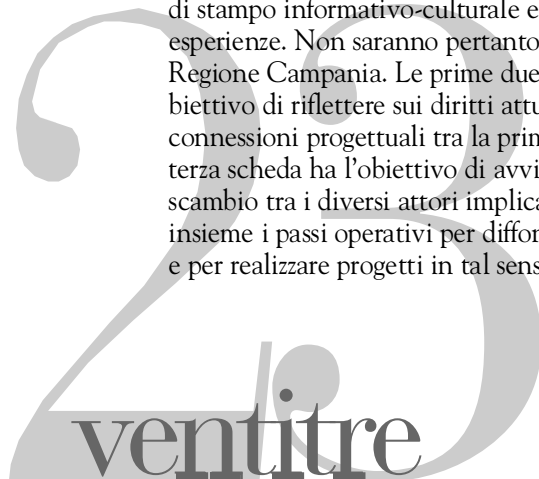 di stampo informativo-culturale e
esperienze. Non saranno pertanto
Regione Campania. Le prime due
biettivo di riflettere sui diritti attu
connessioni progettuali tra la prim
terza scheda ha l'obiettivo di avvi
scambio tra i diversi attori implica
insieme i passi operativi per diffon
e per realizzare progetti in tal sens
23
ventitre